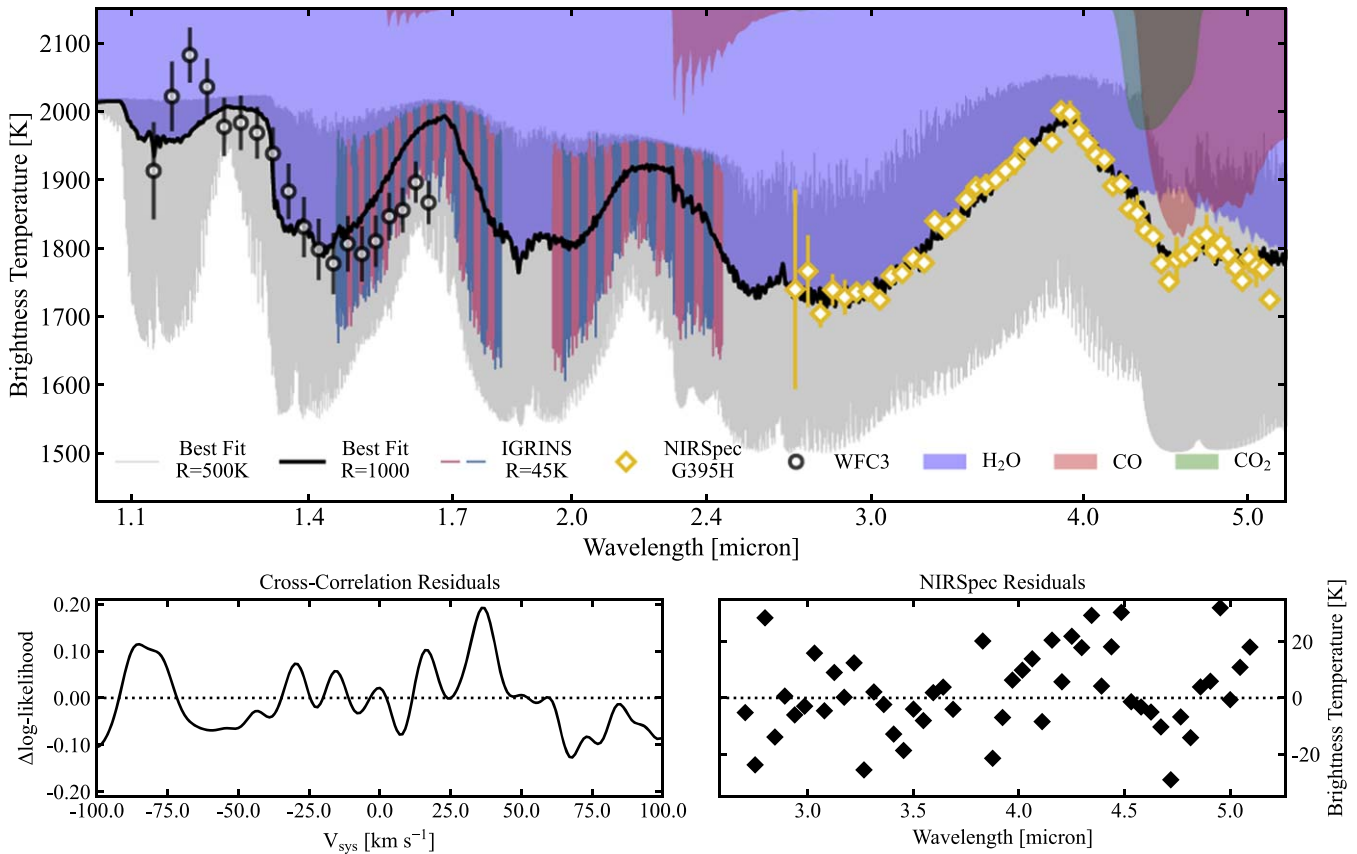 2100
2000
1900
1800
1700
1600
1500
Brightness Temperature [K]
Best Fit
R=500K
Best Fit
R=1000
IGRINS
R=45K
NIRSpec
G395H
WFC3
H₂O
CO
CO₂
1.1 1.4 1.7 2.0 2.4 3.0 4.0 5.0
Wavelength [micron]
Cross-Correlation Residuals
0.20
0.10
0.00
-0.10
-0.20
Δlog-likelihood
-100.0 -75.0 -50.0 -25.0 0.0 25.0 50.0 75.0 100.0
V_sys [km s⁻¹]
NIRSpec Residuals
20
0
-20
Brightness Temperature [K]
3.0 3.5 4.0 4.5 5.0
Wavelength [micron]